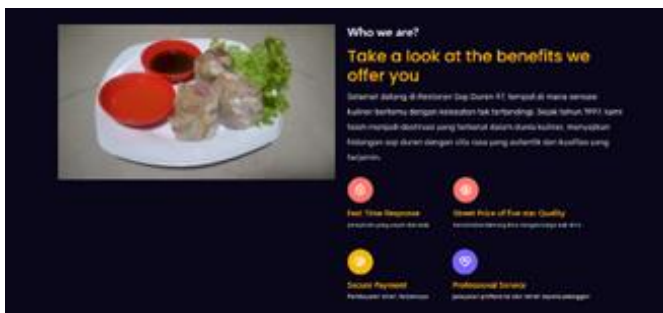 Who we are?
Take a look at the benefits we
offer you
Selamat datang di Restoran Sop Duren 97, tempat di mana sensasi
kuliner bertemu dengan kelezatan tak tertandingi. Sejak tahun 1997, kami
telah menjadi destinasi yang terkenal dalam dunia kuliner, menyajikan
hidangan sop duren dengan cita rasa yang autentik dan kualitas yang
terjamin.
Fast Time Response
Street Price of five star Quality
Secure Payment
Professional Service